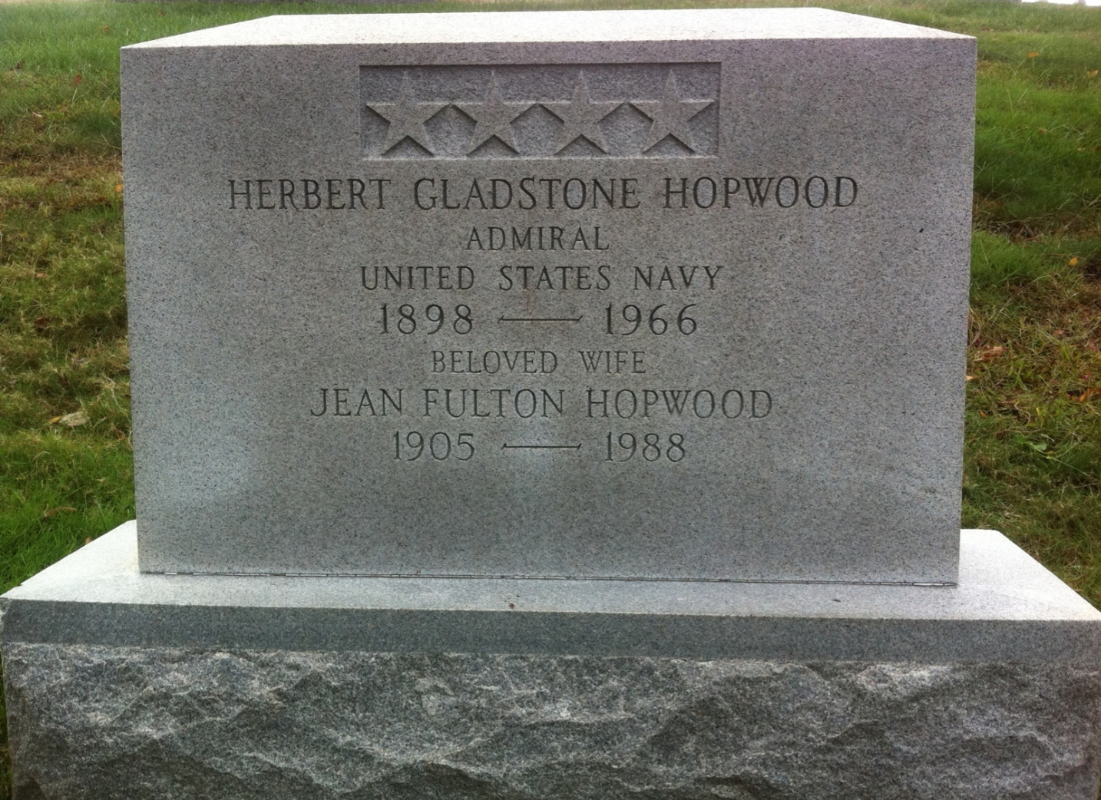 HERBERT GLADSTONE HOPWOOD
ADMIRAL
UNITED STATES NAVY
1898 — 1966
BELOVED WIFE
JEAN FULTON HOPWOOD
1905 — 1988